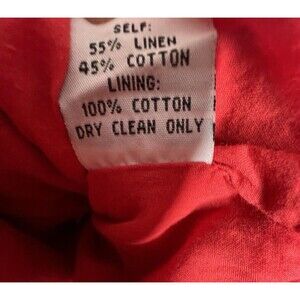 SELF:
55% LINEN
45% COTTON
LINING:
100% COTTON
DRY CLEAN ONLY